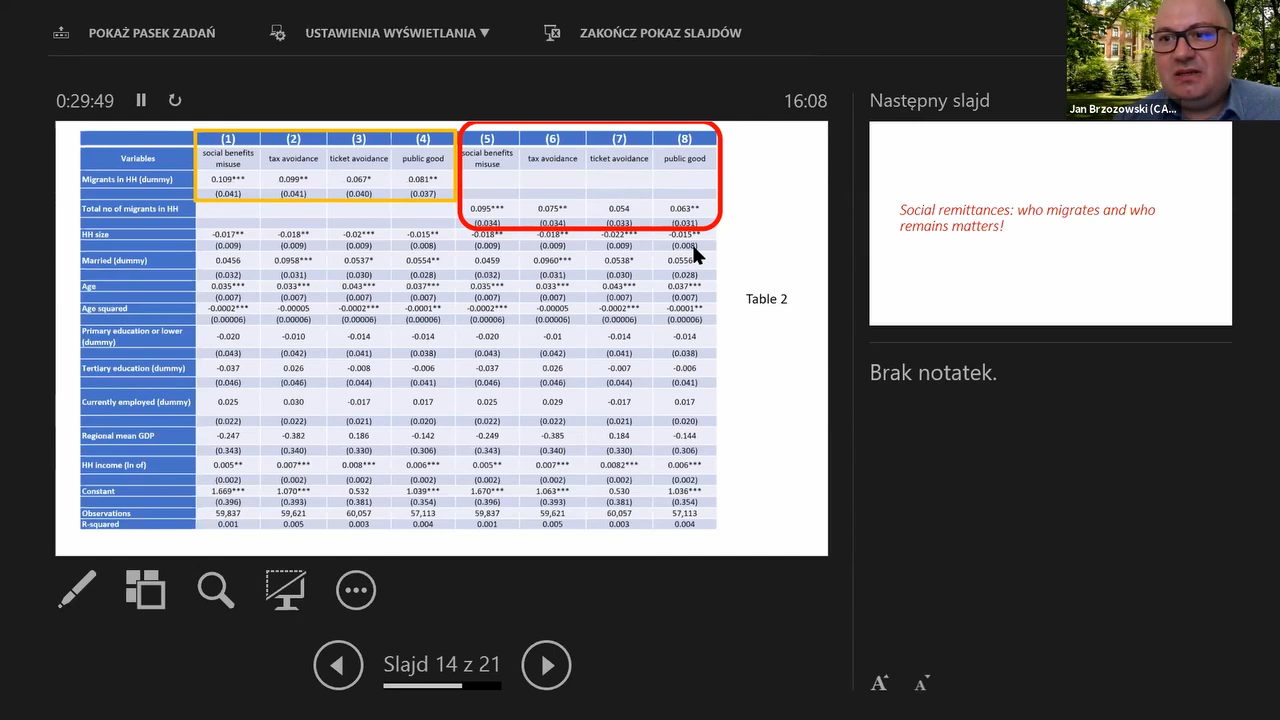 POKAŻ PASEK ZADAŃ USTAWIENIA WYŚWIETLANIA ▼ ZAKOŃCZ POKAZ SLAJDÓW
Jan Brzozowski (CA...
0:29:49 16:08
Następny slajd
(1) (2) (3) (4) (5) (6) (7) (8)
Variables social benefits misuse tax avoidance ticket avoidance public good social benefits misuse tax avoidance ticket avoidance public good
Migrants in HH (dummy) 0.109*** 0.099** 0.067* 0.081**
(0.041) (0.041) (0.040) (0.037)
Total no of migrants in HH 0.095*** 0.075** 0.054 0.063**
(0.034) (0.034) (0.033) (0.031)
HH size -0.017** -0.018** -0.02*** -0.015** -0.018** -0.018** -0.022*** -0.015**
(0.009) (0.009) (0.009) (0.008) (0.009) (0.009) (0.009) (0.008)
Married (dummy) 0.0456 0.0958*** 0.0537* 0.0554** 0.0459 0.0960*** 0.0538* 0.0556
(0.032) (0.031) (0.030) (0.028) (0.032) (0.031) (0.030) (0.028)
Age 0.035*** 0.033*** 0.043*** 0.037*** 0.035*** 0.033*** 0.043*** 0.037***
(0.007) (0.007) (0.007) (0.007) (0.007) (0.007) (0.007) (0.007)
Age squared -0.0002*** -0.00005 -0.0002*** -0.0001** -0.0002*** -0.00005 -0.0002*** -0.0001**
(0.00006) (0.00006) (0.00006) (0.00006) (0.00006) (0.00006) (0.00006) (0.00006)
Primary education or lower (dummy) -0.020 -0.010 -0.014 -0.014 -0.020 -0.01 -0.014 -0.014
(0.043) (0.042) (0.041) (0.038) (0.043) (0.042) (0.041) (0.038)
Tertiary education (dummy) -0.037 0.026 -0.008 -0.006 -0.037 0.026 -0.007 -0.006
(0.046) (0.046) (0.044) (0.041) (0.046) (0.046) (0.044) (0.041)
Currently employed (dummy) 0.025 0.030 -0.017 0.017 0.025 0.029 -0.017 0.017
(0.022) (0.022) (0.021) (0.020) (0.022) (0.022) (0.021) (0.020)
Regional mean GDP -0.247 -0.382 0.186 -0.142 -0.249 -0.385 0.184 -0.144
(0.343) (0.340) (0.330) (0.306) (0.343) (0.340) (0.330) (0.306)
HH income (ln of) 0.005** 0.007*** 0.008*** 0.006*** 0.005** 0.007*** 0.0082*** 0.006***
(0.002) (0.002) (0.002) (0.002) (0.002) (0.002) (0.002) (0.002)
Constant 1.669*** 1.070*** 0.532 1.039*** 1.670*** 1.063*** 0.530 1.036***
(0.396) (0.393) (0.381) (0.354) (0.396) (0.393) (0.381) (0.354)
Observations 59,837 59,621 60,057 57,113 59,837 59,621 60,057 57,113
R-squared 0.001 0.005 0.003 0.004 0.001 0.005 0.003 0.004
Table 2
Social remittances: who migrates and who
remains matters!
Brak notatek.
Slajd 14 z 21
A A